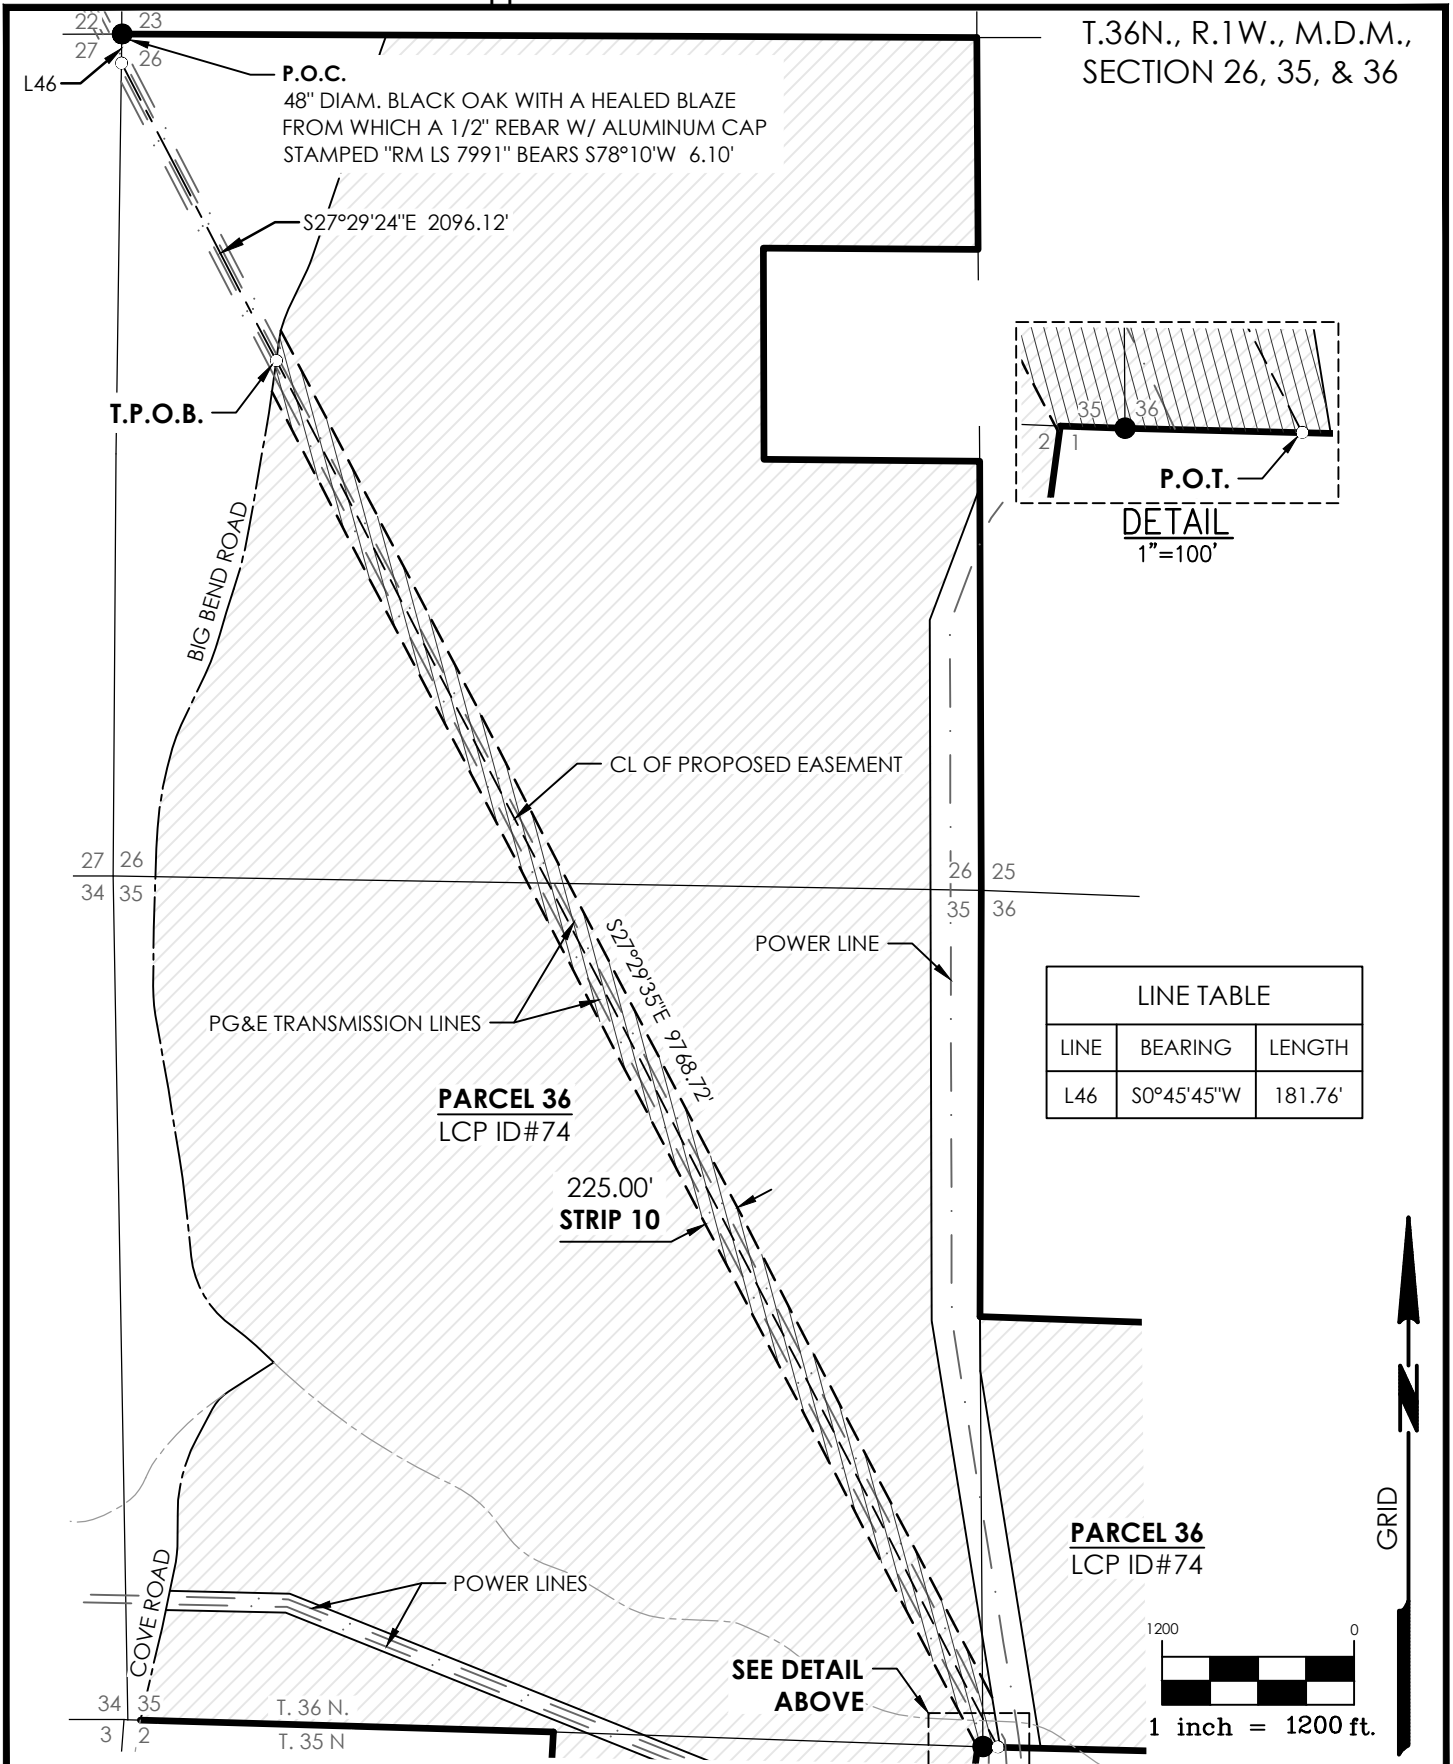 T.36N., R.1W., M.D.M.,
SECTION 26, 35, & 36
22 23
27 26
L46
P.O.C.
48" DIAM. BLACK OAK WITH A HEALED BLAZE
FROM WHICH A 1/2" REBAR W/ ALUMINUM CAP
STAMPED "RM LS 7991" BEARS S78°10'W 6.10'
S27°29'24"E 2096.12'
T.P.O.B.
BIG BEND ROAD
35 36
2 1
P.O.T.
DETAIL
1"=100'
CL OF PROPOSED EASEMENT
27 26
34 35
26 25
35 36
POWER LINE
S27°29'35"E 9768.72'
PG&E TRANSMISSION LINES
LINE TABLE
LINE BEARING LENGTH
L46 S0°45'45"W 181.76'
PARCEL 36
LCP ID#74
225.00'
STRIP 10
PARCEL 36
LCP ID#74
N
GRID
POWER LINES
COVE ROAD
SEE DETAIL
ABOVE
34 35
3 2
T. 36 N.
T. 35 N
1200 0
1 inch = 1200 ft.